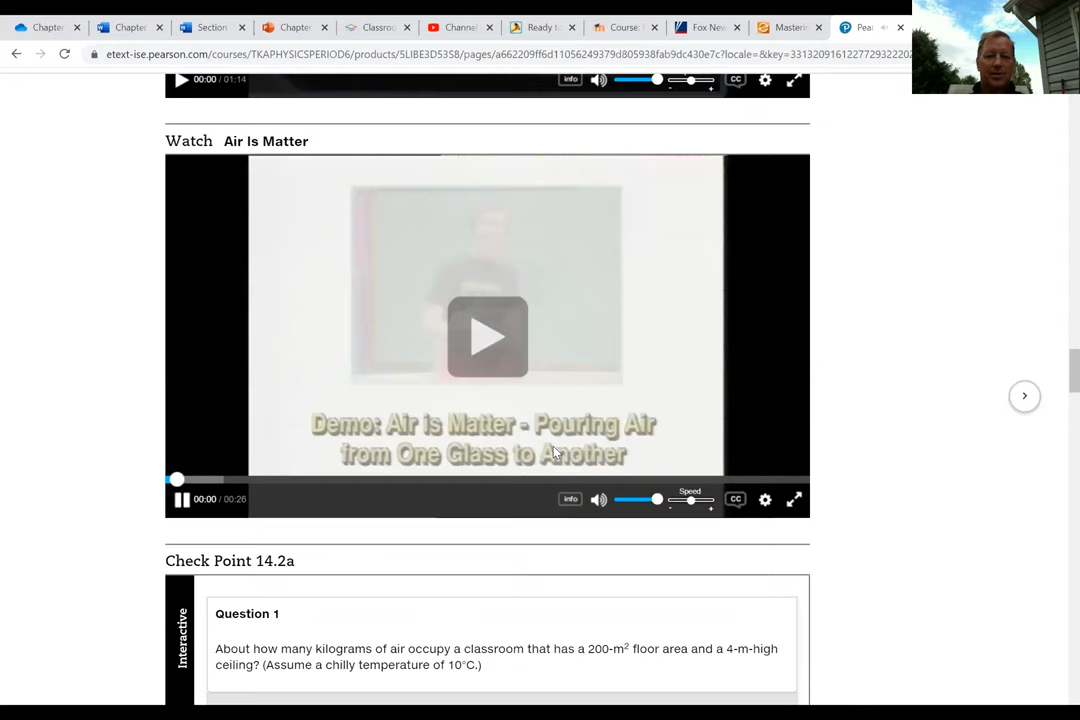 Chapter
Chapter
Section
Chapter
Classroo
Channel
Ready to
Course:
Fox New
Masterin
Pear
etext-ise.pearson.com/courses/TKAPHYSICSPERIOD6/products/5LIBE3D53S8/pages/a662209ff6d11056249379d805938fab9dc430e7c?locale=&key=3313209161227729322202
00:00 / 01:14
info
CC
Watch Air Is Matter
Demo: Air is Matter - Pouring Air
from One Glass to Another
00:00 / 00:26
info
Speed
- +
CC
Check Point 14.2a
Interactive
Question 1
About how many kilograms of air occupy a classroom that has a 200-m² floor area and a 4-m-high
ceiling? (Assume a chilly temperature of 10°C.)